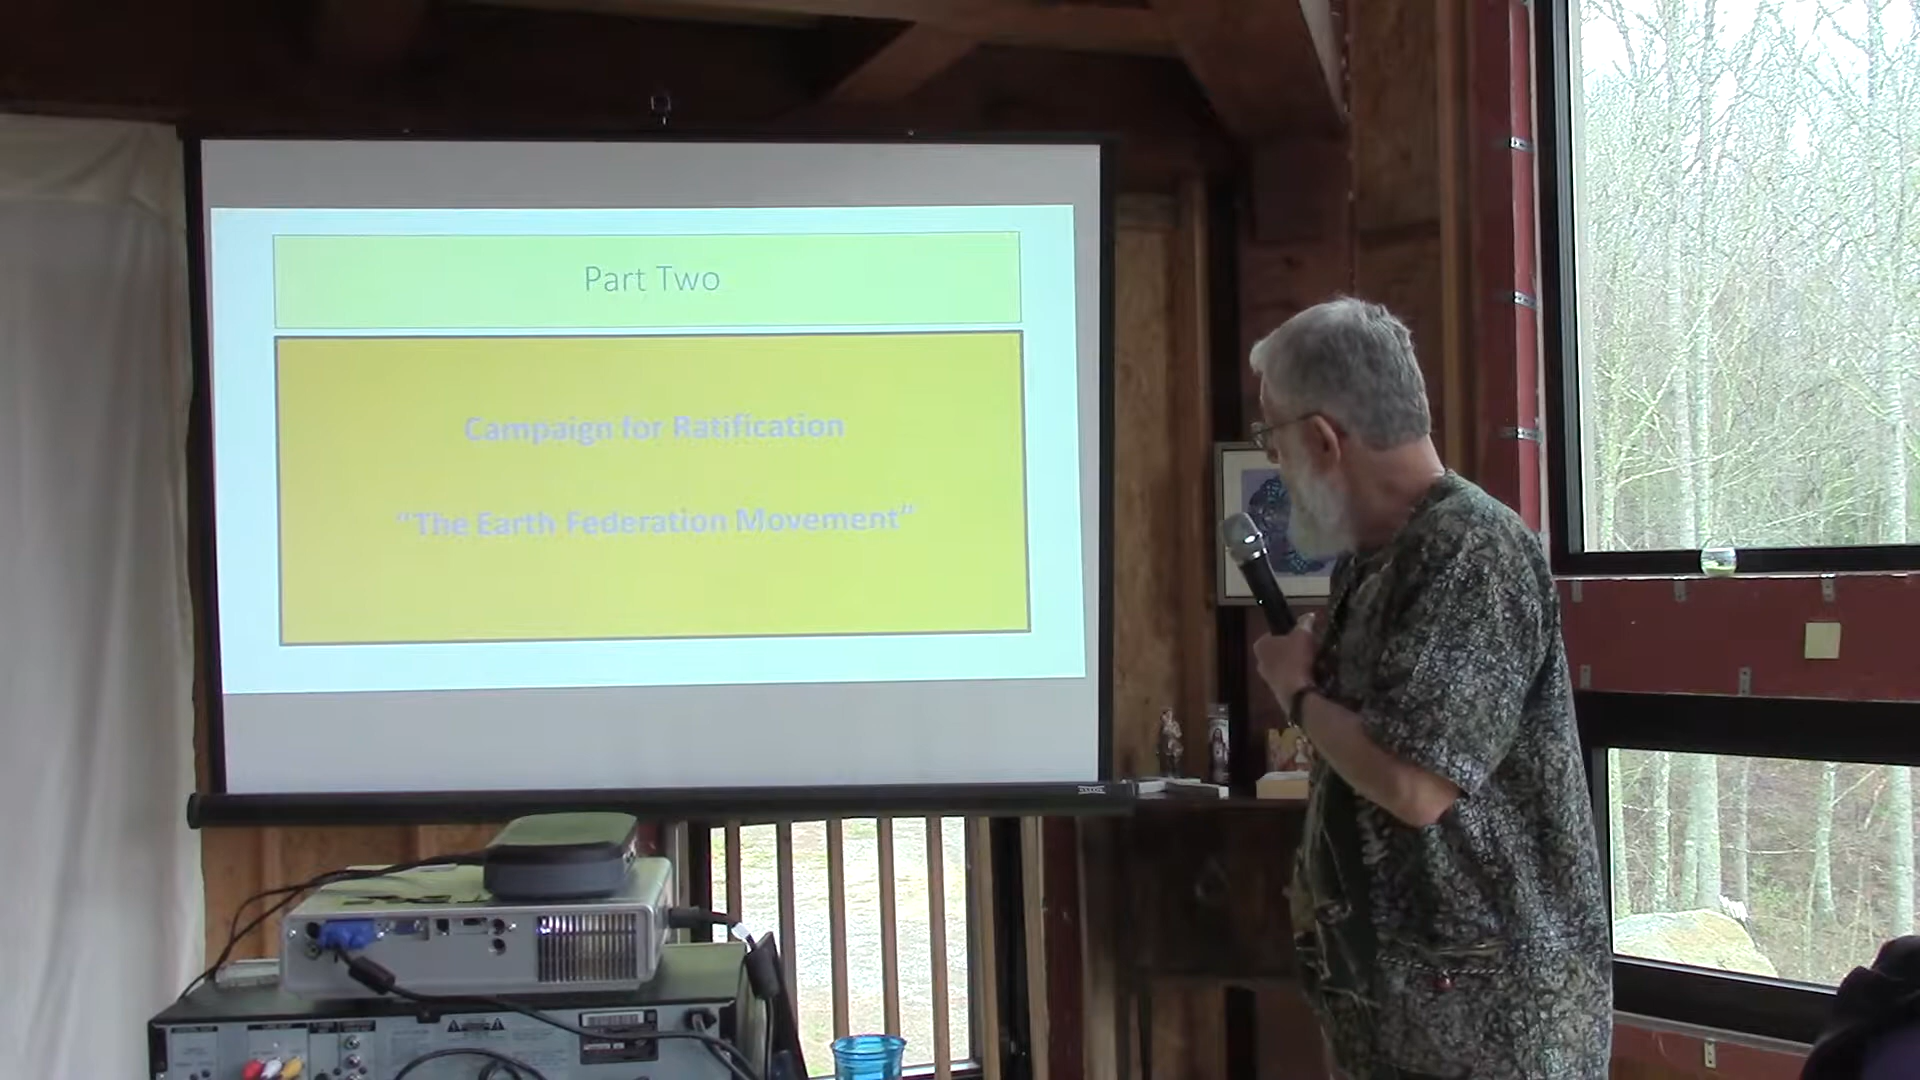 Part Two
Campaign for Ratification
“The Earth Federation Movement”